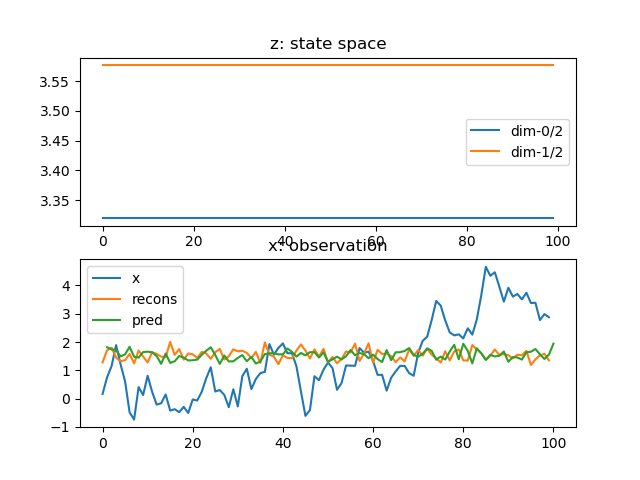 z: state space
3.55
3.50
3.45
3.40
3.35
dim-0/2
dim-1/2
0 20 40 60 80 100
x: observation
4
3
2
1
0
−1
x
recons
pred
0 20 40 60 80 100